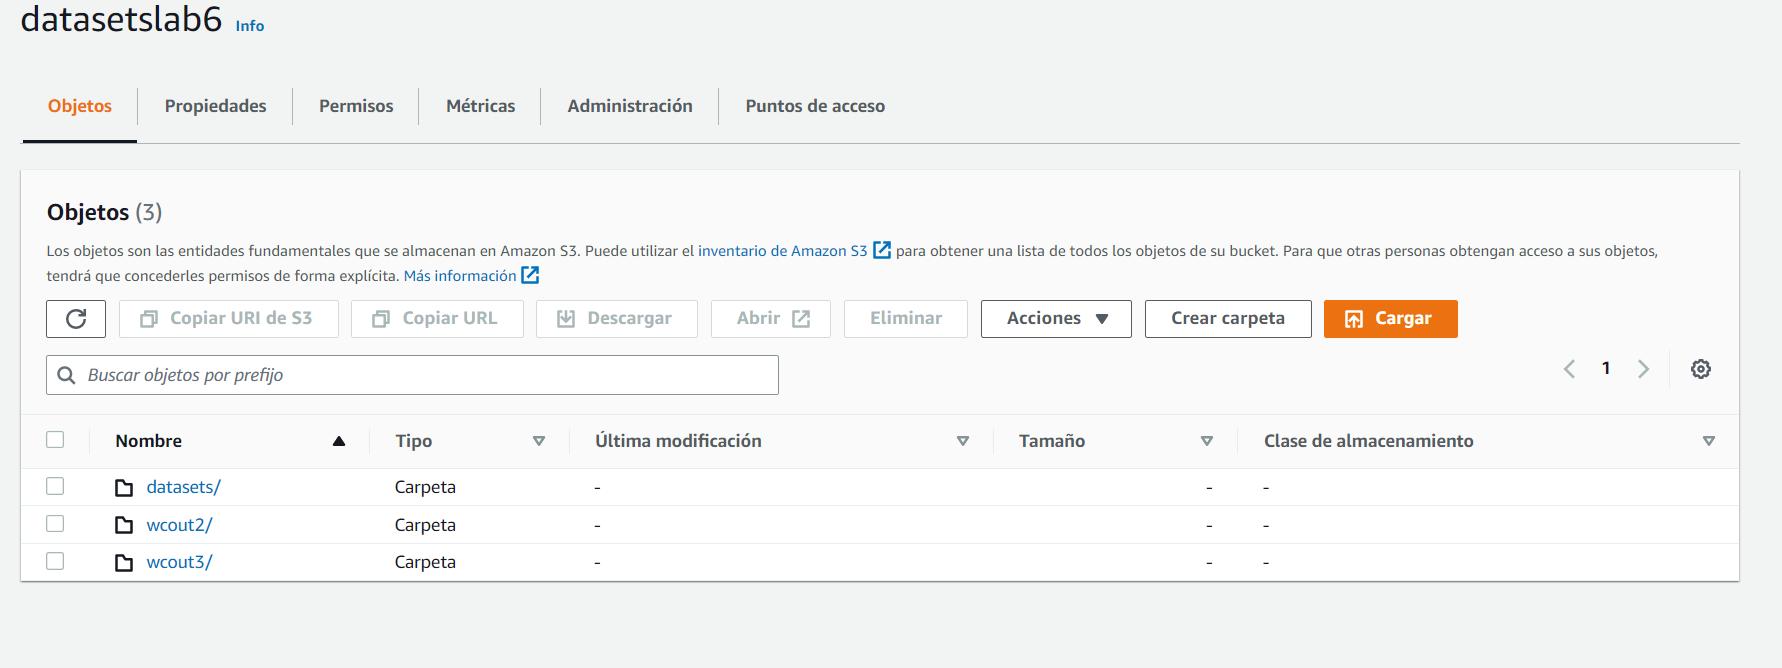 datasetslab6 Info
Objetos Propiedades Permisos Métricas Administración Puntos de acceso
Objetos (3)
Los objetos son las entidades fundamentales que se almacenan en Amazon S3. Puede utilizar el inventario de Amazon S3 para obtener una lista de todos los objetos de su bucket. Para que otras personas obtengan acceso a sus objetos,
tendrá que concederles permisos de forma explícita. Más información
Copiar URI de S3 Copiar URL Descargar Abrir Eliminar Acciones Crear carpeta Cargar
Buscar objetos por prefijo 1
Nombre Tipo Última modificación Tamaño Clase de almacenamiento
datasets/ Carpeta - - -
wcout2/ Carpeta - - -
wcout3/ Carpeta - - -